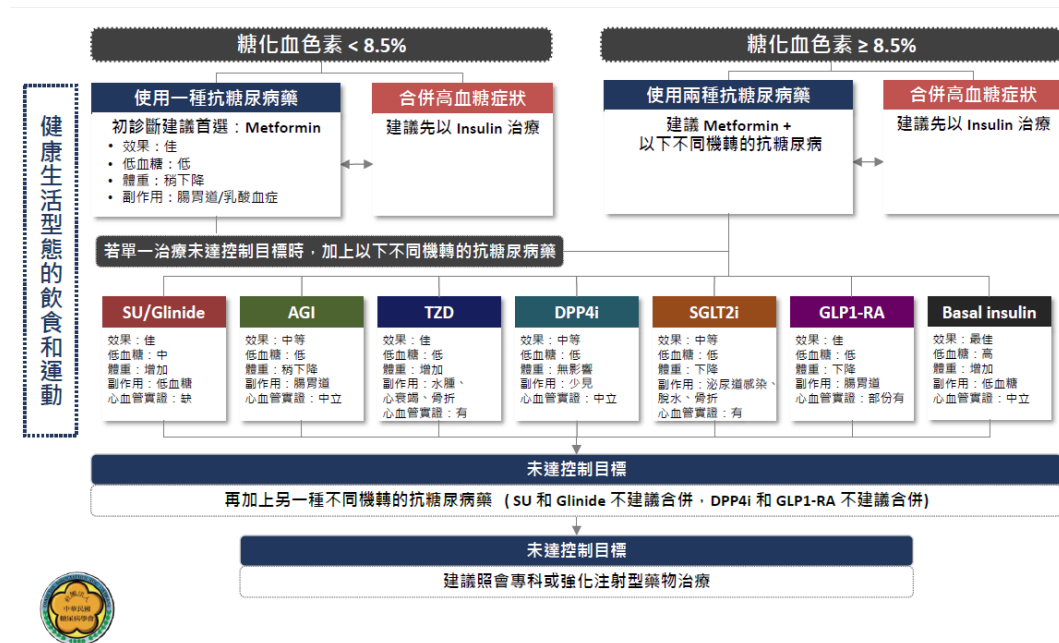 糖化血色素 < 8.5%
糖化血色素 ≥ 8.5%
健康生活型態的飲食和運動
使用一種抗糖尿病藥
初診斷建議首選：Metformin
• 效果：佳
• 低血糖：低
• 體重：稍下降
• 副作用：腸胃道/乳酸血症
合併高血糖症狀
建議先以 Insulin 治療
使用兩種抗糖尿病藥
建議 Metformin +
以下不同機轉的抗糖尿病
合併高血糖症狀
建議先以 Insulin 治療
若單一治療未達控制目標時，加上以下不同機轉的抗糖尿病藥
SU/Glinide
效果：佳
低血糖：中
體重：增加
副作用：低血糖
心血管實證：缺
AGI
效果：中等
低血糖：低
體重：稍下降
副作用：腸胃道
心血管實證：中立
TZD
效果：佳
低血糖：低
體重：增加
副作用：水腫、
心衰竭、骨折
心血管實證：有
DPP4i
效果：中等
低血糖：低
體重：無影響
副作用：少見
心血管實證：中立
SGLT2i
效果：中等
低血糖：低
體重：下降
副作用：泌尿道感染、
脫水、骨折
心血管實證：有
GLP1-RA
效果：佳
低血糖：低
體重：下降
副作用：腸胃道
心血管實證：部份有
Basal insulin
效果：最佳
低血糖：高
體重：增加
副作用：低血糖
心血管實證：中立
未達控制目標
再加上另一種不同機轉的抗糖尿病藥 ( SU 和 Glinide 不建議合併，DPP4i 和 GLP1-RA 不建議合併)
未達控制目標
建議照會專科或強化注射型藥物治療
中華民國
糖尿病學會